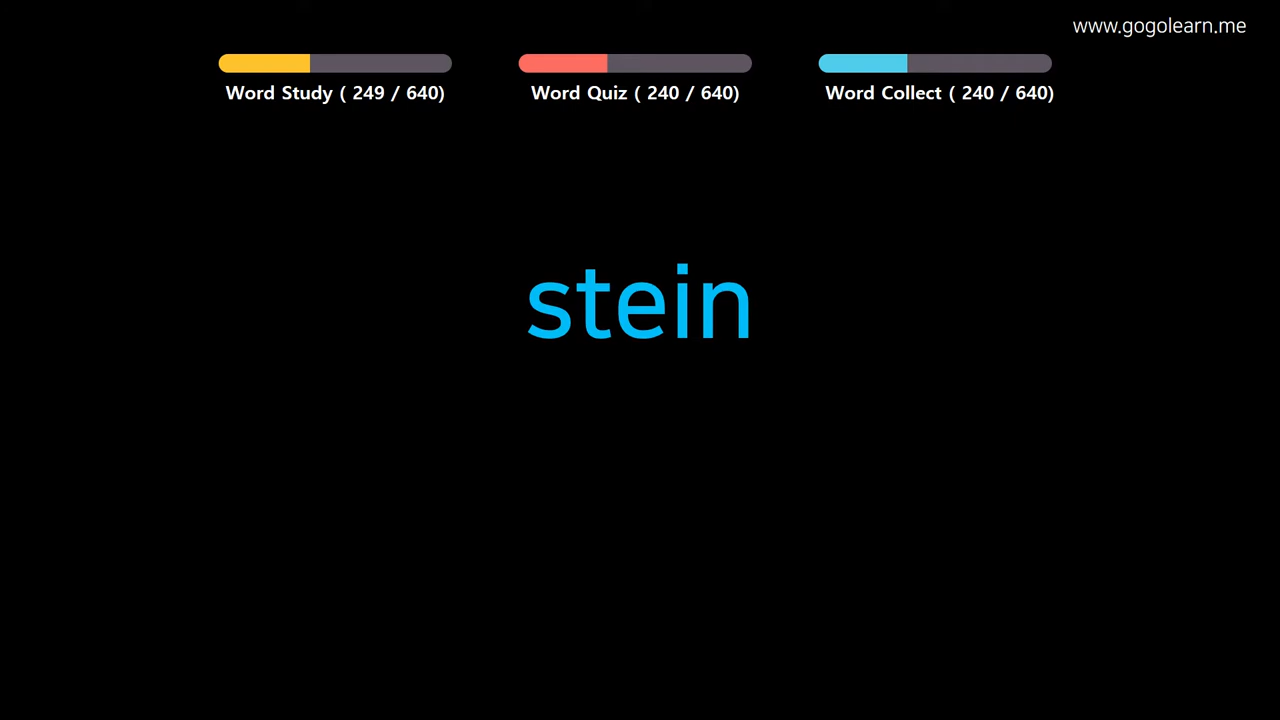 www.gogolearn.me
Word Study ( 249 / 640)
Word Quiz ( 240 / 640)
Word Collect ( 240 / 640)
stein